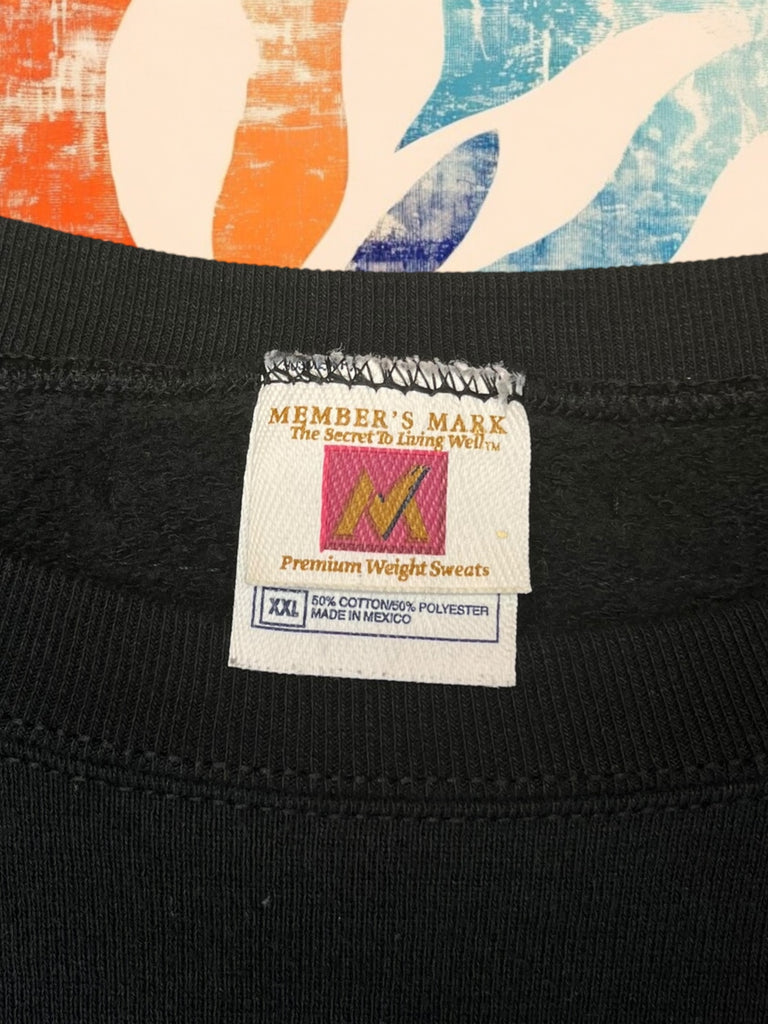 MEMBER'S MARK
The Secret To Living Well™
M
Premium Weight Sweats
XXL
50% COTTON/50% POLYESTER
MADE IN MEXICO